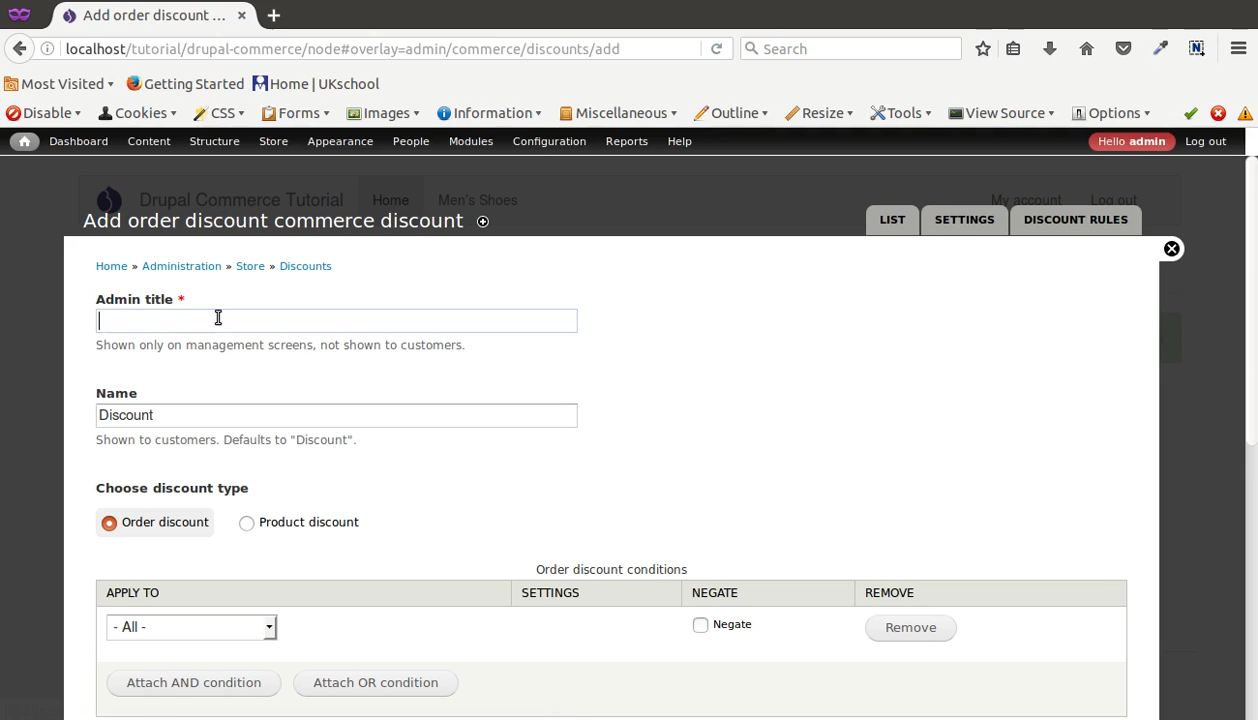 Add order discount ...
localhost/tutorial/drupal-commerce/node#overlay=admin/commerce/discounts/add
Search
Most Visited Getting Started Home | UKschool
Disable Cookies CSS Forms Images Information Miscellaneous Outline Resize Tools View Source Options
Dashboard Content Structure Store Appearance People Modules Configuration Reports Help Hello admin Log out
Drupal Commerce Tutorial Home Men's Shoes My account Log out
Add order discount commerce discount LIST SETTINGS DISCOUNT RULES
Home » Administration » Store » Discounts
Admin title *
Shown only on management screens, not shown to customers.
Name
Discount
Shown to customers. Defaults to "Discount".
Choose discount type
Order discount Product discount
Order discount conditions
APPLY TO SETTINGS NEGATE REMOVE
- All - Negate Remove
Attach AND condition Attach OR condition